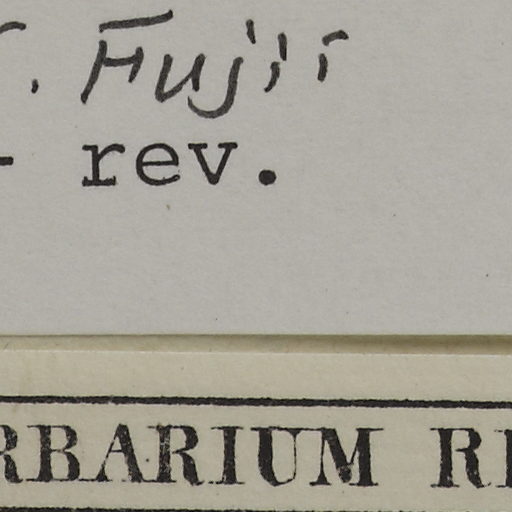 . Fujii
- rev.
RBARIUM R